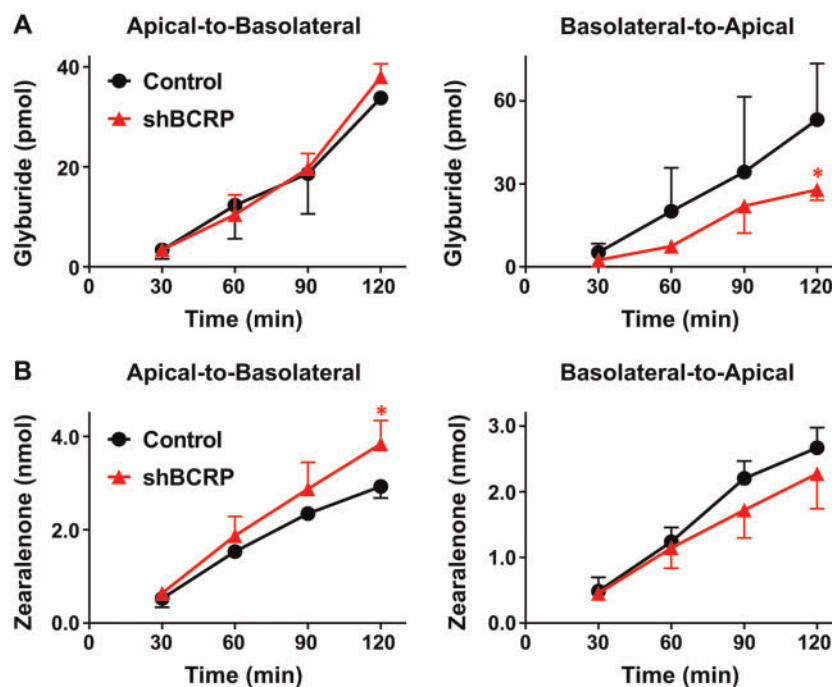 A
Apical-to-Basolateral
Basolateral-to-Apical
Glyburide (pmol)
40
20
0
Control
shBCRP
0 30 60 90 120
Time (min)
Glyburide (pmol)
60
30
0
*
0 30 60 90 120
Time (min)
B
Apical-to-Basolateral
Basolateral-to-Apical
Zearalenone (nmol)
4.0
2.0
0.0
Control
shBCRP
*
0 30 60 90 120
Time (min)
Zearalenone (nmol)
3.0
2.0
1.0
0.0
0 30 60 90 120
Time (min)